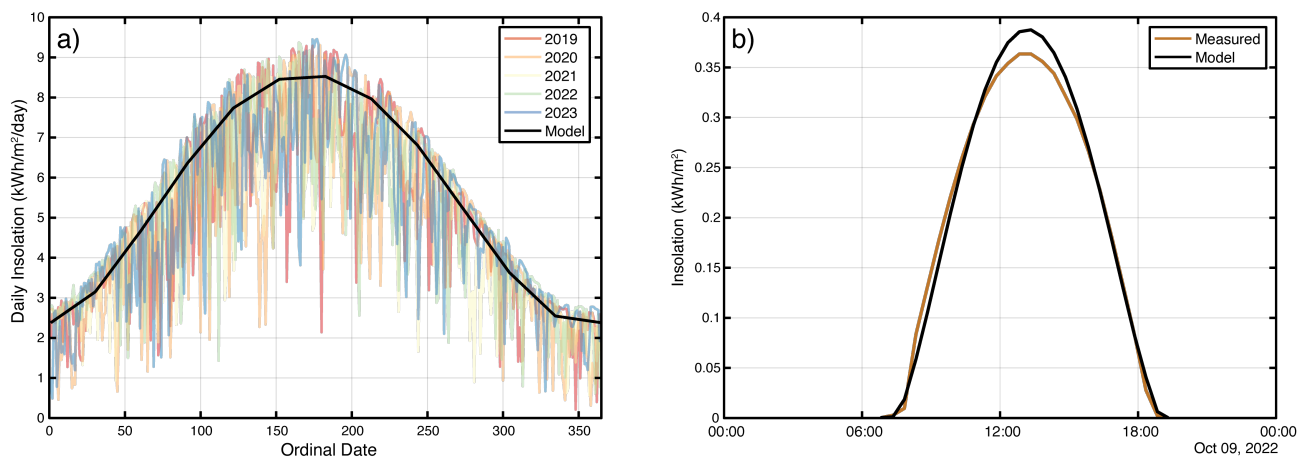 a)
Daily Insolation (kWh/m²/day)
10
9
8
7
6
5
4
3
2
1
0
0 50 100 150 200 250 300 350
Ordinal Date
2019
2020
2021
2022
2023
Model
b)
Insolation (kWh/m²)
0.4
0.35
0.3
0.25
0.2
0.15
0.1
0.05
0
00:00 06:00 12:00 18:00 00:00
Oct 09, 2022
Measured
Model